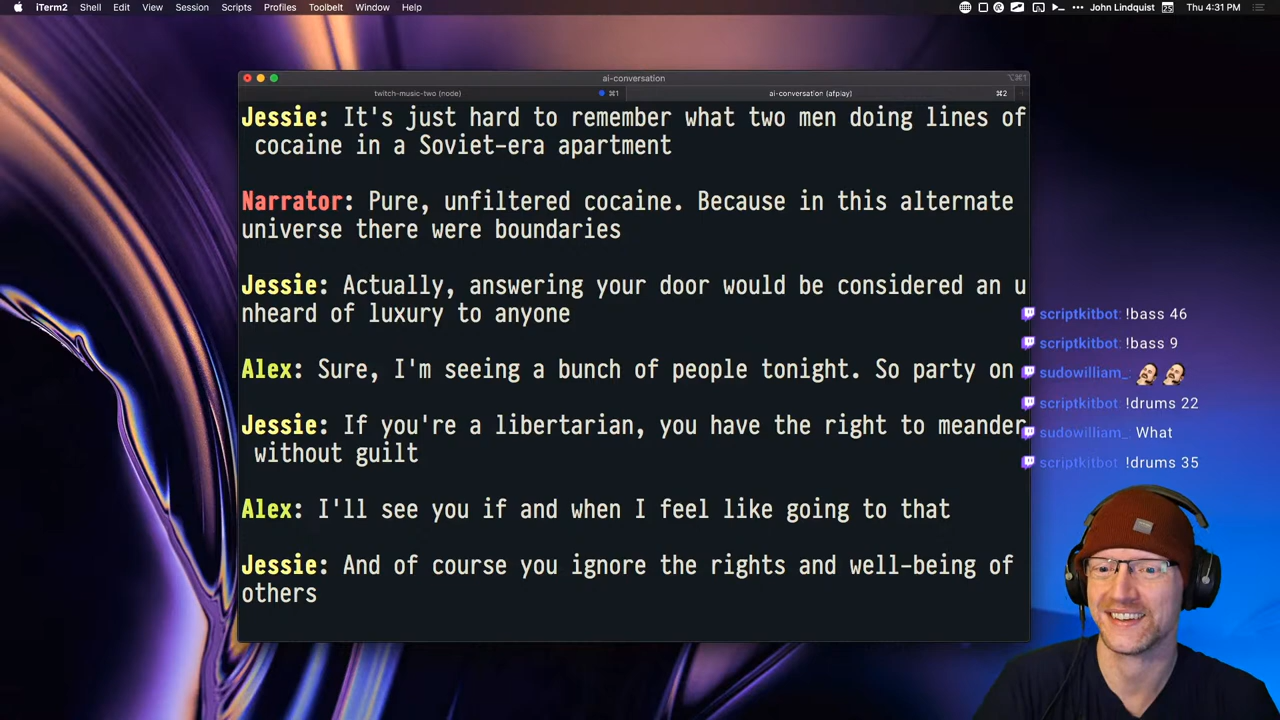 iTerm2 Shell Edit View Session Scripts Profiles Toolbelt Window Help John Lindquist 25 Thu 4:31 PM
ai-conversation ⌥⌘1
twitch-music-two (node) ⌘1 ai-conversation (afplay) ⌘2 +
Jessie: It's just hard to remember what two men doing lines of
cocaine in a Soviet-era apartment
Narrator: Pure, unfiltered cocaine. Because in this alternate
universe there were boundaries
Jessie: Actually, answering your door would be considered an u
nheard of luxury to anyone
Alex: Sure, I'm seeing a bunch of people tonight. So party on
Jessie: If you're a libertarian, you have the right to meander
without guilt
Alex: I'll see you if and when I feel like going to that
Jessie: And of course you ignore the rights and well-being of
others
scriptkitbot: !bass 46
scriptkitbot: !bass 9
sudowilliam_:
scriptkitbot: !drums 22
sudowilliam_: What
scriptkitbot: !drums 35